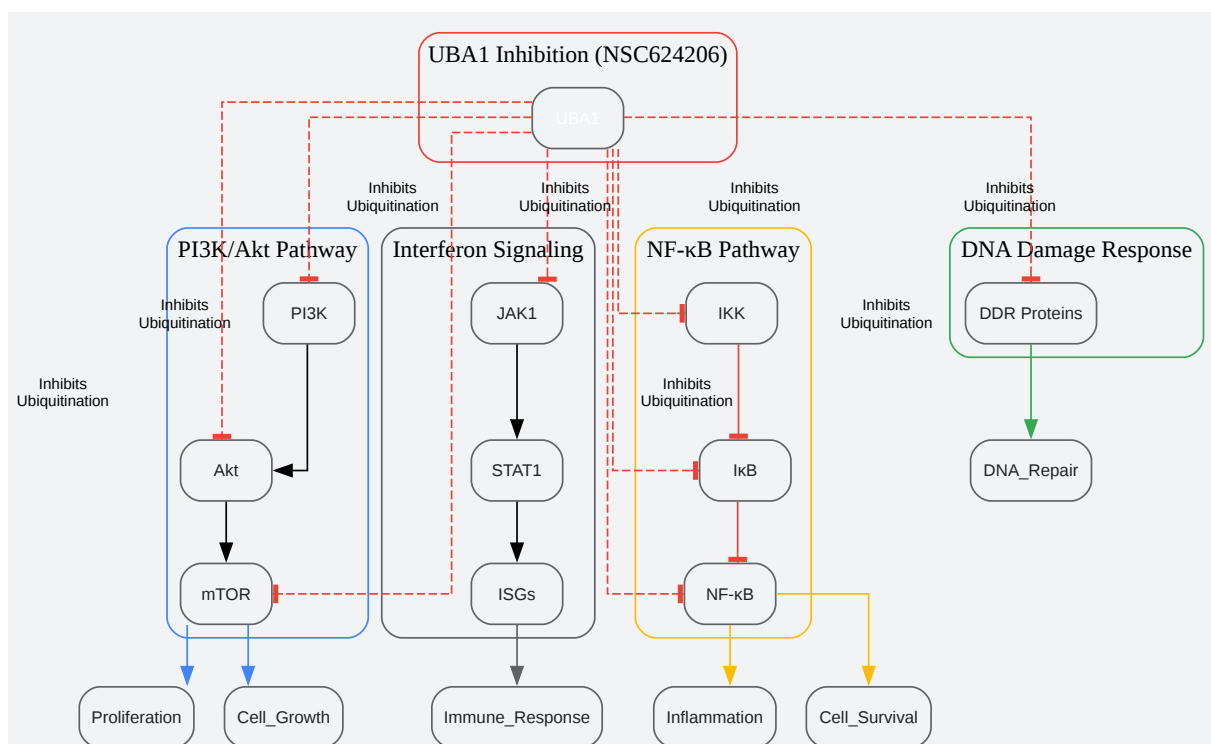 UBA1 Inhibition (NSC624206)
UBA1
Inhibits
Ubiquitination
Inhibits
Ubiquitination
Inhibits
Ubiquitination
Inhibits
Ubiquitination
PI3K/Akt Pathway
Interferon Signaling
NF-κB Pathway
DNA Damage Response
Inhibits
Ubiquitination
PI3K
JAK1
IKK
Inhibits
Ubiquitination
DDR Proteins
Inhibits
Ubiquitination
Inhibits
Ubiquitination
Akt
STAT1
IκB
DNA_Repair
mTOR
ISGs
NF-κB
Proliferation
Cell_Growth
Immune_Response
Inflammation
Cell_Survival